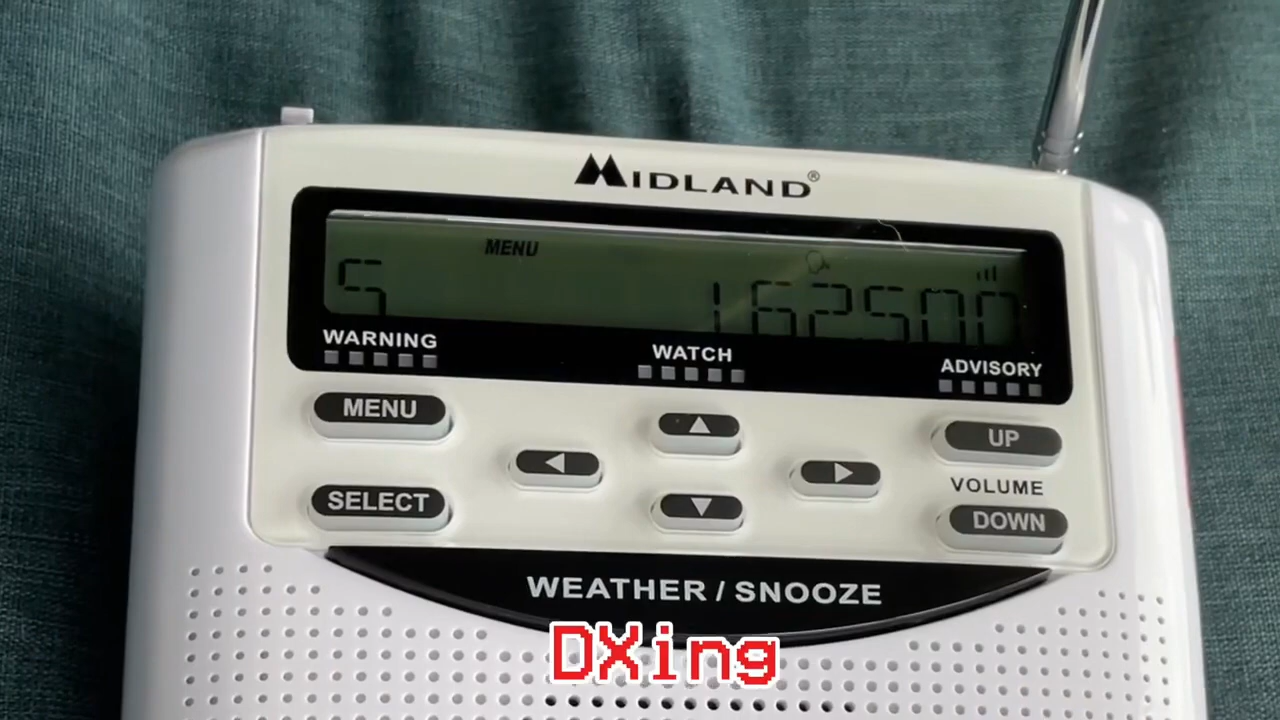 MIDLAND®
MENU
5 162500
WARNING
WATCH
ADVISORY
MENU
UP
VOLUME
SELECT
DOWN
WEATHER / SNOOZE
DXing